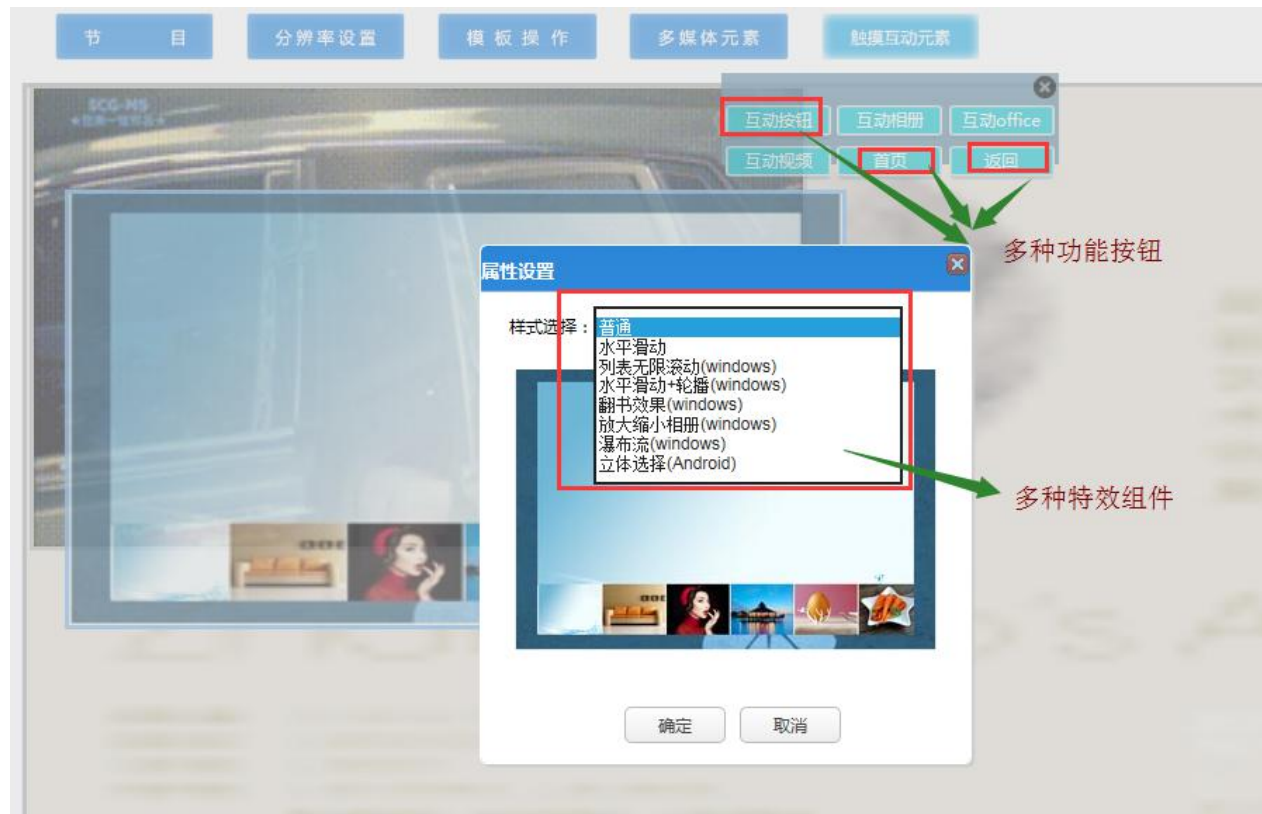 节 目 分辨率设置 模板操作 多媒体元素 触摸互动元素
SCG-MS
互动按钮 互动相册 互动office
互动视频 首页 返回
多种功能按钮
属性设置
样式选择：普通
水平滑动
列表无限滚动(windows)
水平滑动+轮播(windows)
翻书效果(windows)
放大缩小相册(windows)
瀑布流(windows)
立体选择(Android)
多种特效组件
确定 取消